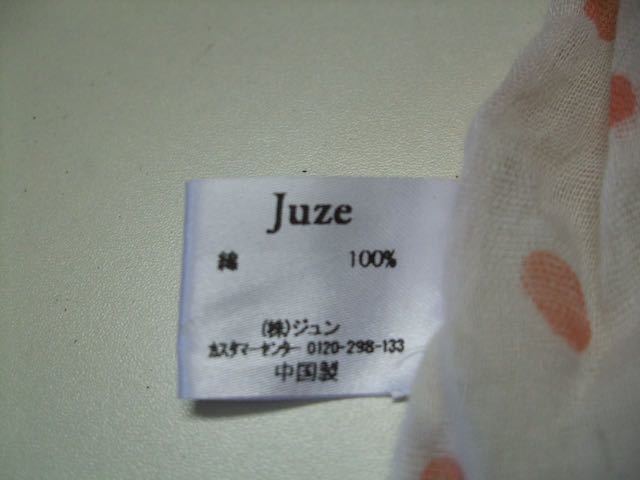 Juze
綿 100%
(株)ジュン
カスタマーセンター 0120-298-133
中国製